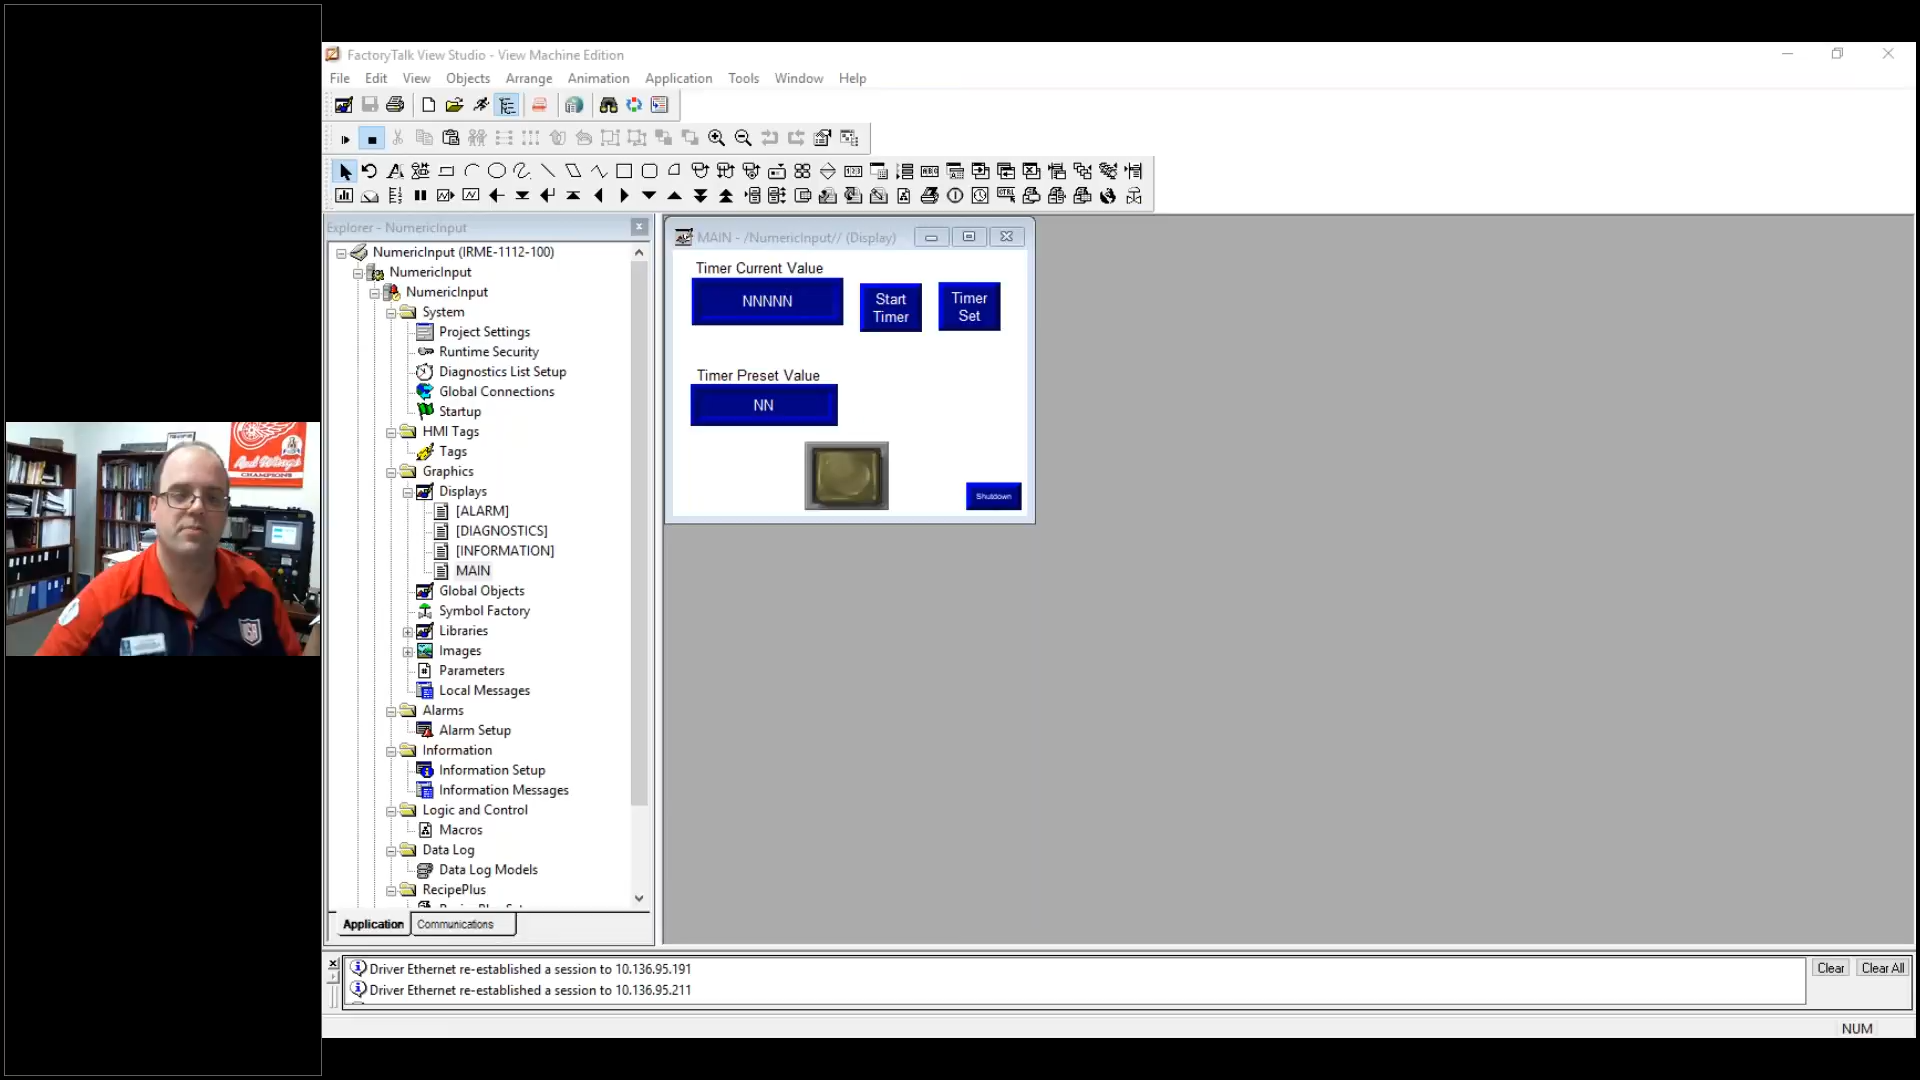 FactoryTalk View Studio - View Machine Edition
File Edit View Objects Arrange Animation Application Tools Window Help
Explorer - NumericInput
NumericInput (IRME-1112-100)
NumericInput
NumericInput
System
Project Settings
Runtime Security
Diagnostics List Setup
Global Connections
Startup
HMI Tags
Tags
Graphics
Displays
[ALARM]
[DIAGNOSTICS]
[INFORMATION]
MAIN
Global Objects
Symbol Factory
Libraries
Images
Parameters
Local Messages
Alarms
Alarm Setup
Information
Information Setup
Information Messages
Logic and Control
Macros
Data Log
Data Log Models
RecipePlus
Application Communications
MAIN - /NumericInput// (Display)
Timer Current Value
NNNNN
Start
Timer
Timer
Set
Timer Preset Value
NN
Shutdown
Red Wings
CHAMPIONS
Driver Ethernet re-established a session to 10.136.95.191
Driver Ethernet re-established a session to 10.136.95.211
Clear Clear All
NUM